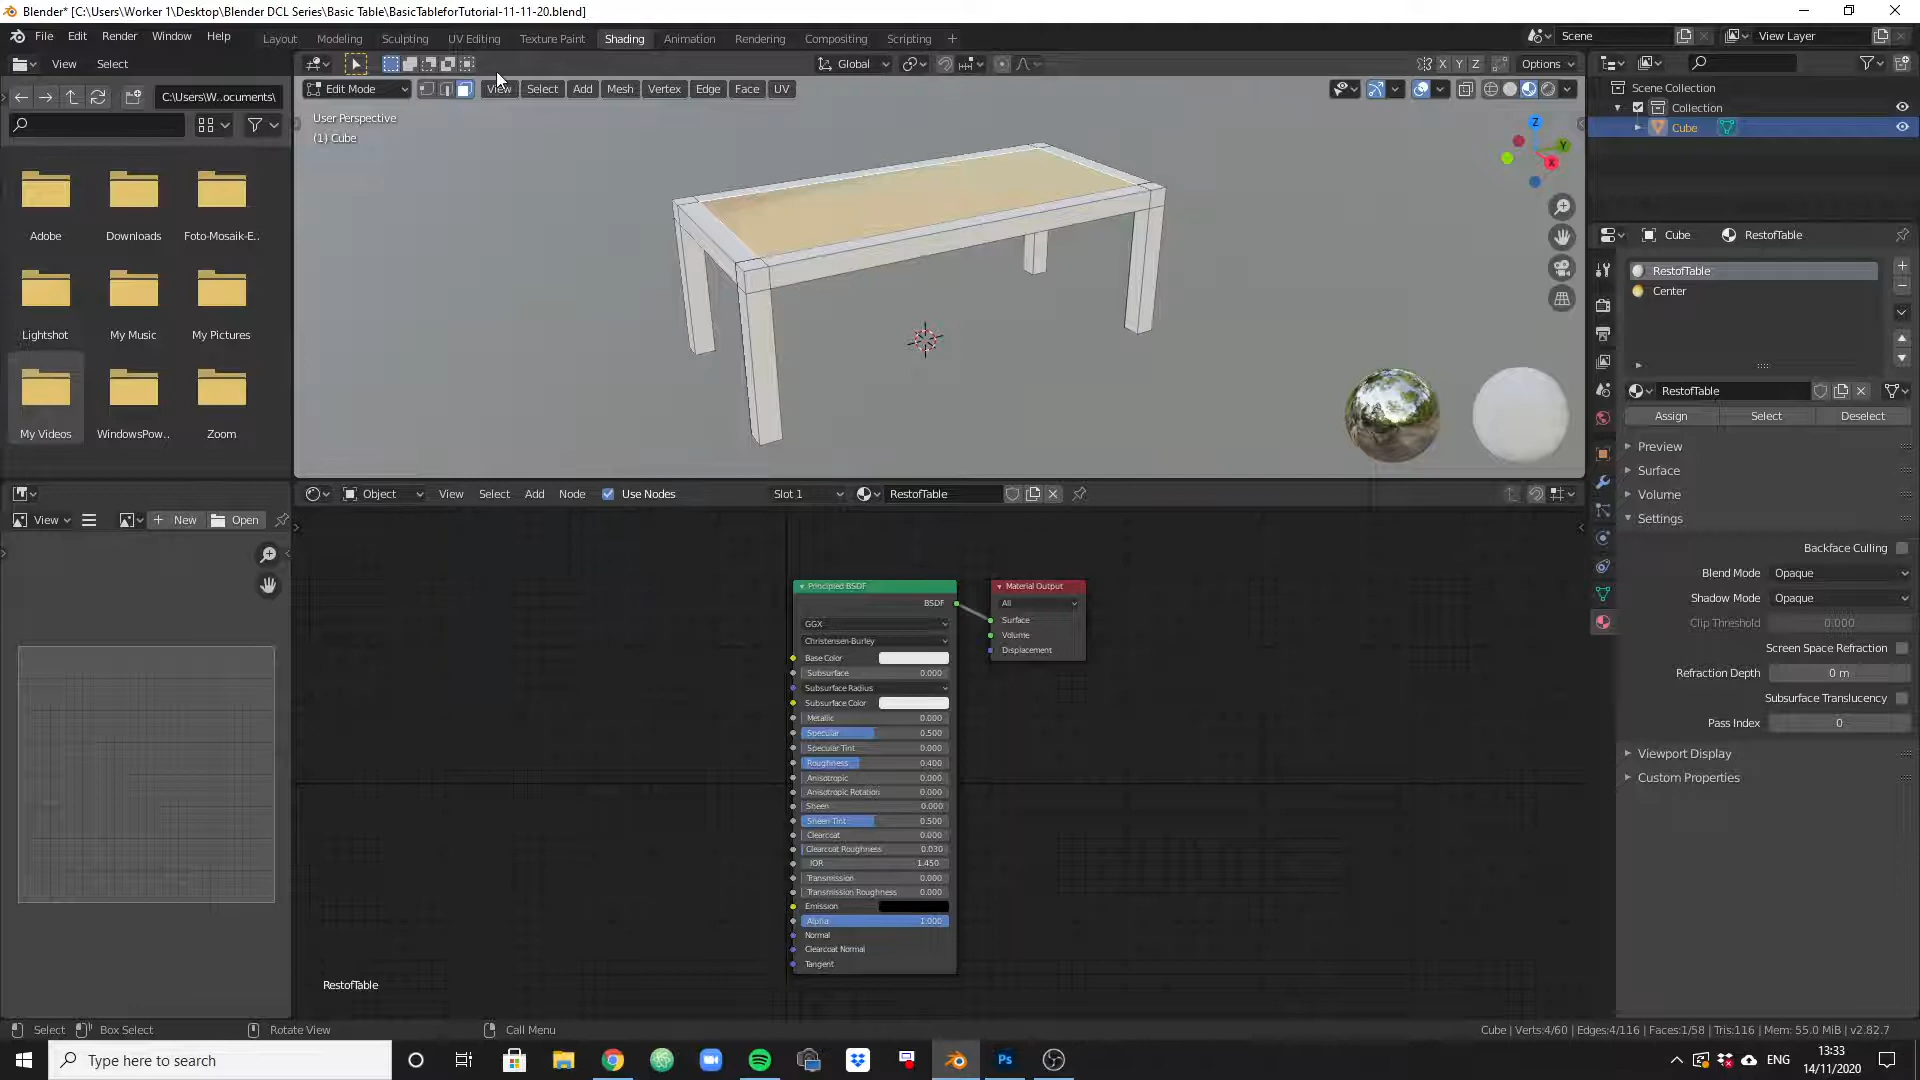 Blender* [C:\Users\Worker 1\Desktop\Blender DCL Series\Basic Table\BasicTableforTutorial-11-11-20.blend]
File Edit Render Window Help
Layout Modeling Sculpting UV Editing Texture Paint Shading Animation Rendering Compositing Scripting
Scene
View Layer
View Select
Global
X Y Z
Options
C:\Users\W..ocuments\
Edit Mode
View Select Add Mesh Vertex Edge Face UV
User Perspective
(1) Cube
Z
Y
X
Adobe
Downloads
Foto-Mosaik-E..
Lightshot
My Music
My Pictures
My Videos
WindowsPow..
Zoom
Scene Collection
Collection
Cube
Cube
RestofTable
RestofTable
Center
RestofTable
Assign
Select
Deselect
Preview
Surface
Volume
Settings
Backface Culling
Blend Mode Opaque
Shadow Mode Opaque
Clip Threshold 0.000
Screen Space Refraction
Refraction Depth 0 m
Subsurface Translucency
Pass Index 0
Viewport Display
Custom Properties
View
New
Open
Object View Select Add Node Use Nodes
Slot 1
RestofTable
Principled BSDF
BSDF
GGX
Christensen-Burley
Base Color
Subsurface 0.000
Subsurface Radius
Subsurface Color
Metallic 0.000
Specular 0.500
Specular Tint 0.000
Roughness 0.400
Anisotropic 0.000
Anisotropic Rotation 0.000
Sheen 0.000
Sheen Tint 0.500
Clearcoat 0.000
Clearcoat Roughness 0.030
IOR 1.450
Transmission 0.000
Transmission Roughness 0.000
Emission
Alpha 1.000
Normal
Clearcoat Normal
Tangent
Material Output
All
Surface
Volume
Displacement
RestofTable
Select
Box Select
Rotate View
Call Menu
Cube | Verts:4/60 | Edges:4/116 | Faces:1/58 | Tris:116 | Mem: 55.0 MiB | v2.82.7
Type here to search
Ps
ENG
13:33
14/11/2020